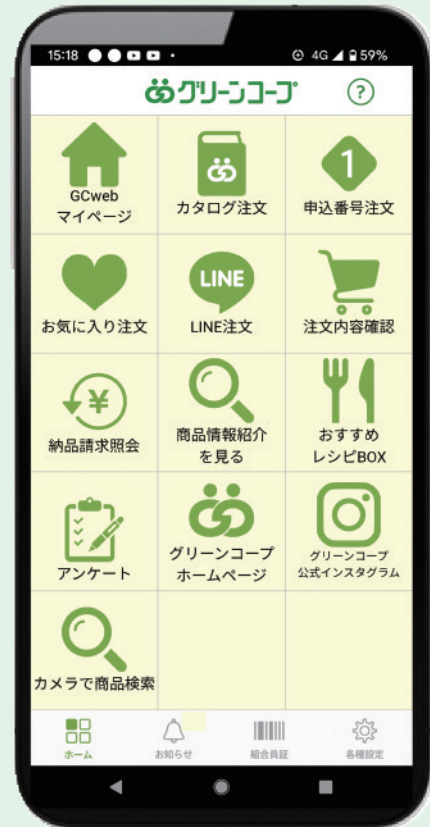 15:18
4G 59%
グリーンコープ
?
GCweb
マイページ
カタログ注文
1
申込番号注文
お気に入り注文
LINE
LINE注文
注文内容確認
¥
納品請求照会
商品情報紹介
を見る
おすすめ
レシピBOX
アンケート
グリーンコープ
ホームページ
グリーンコープ
公式インスタグラム
カメラで商品検索
ホーム
お知らせ
組合員証
各種設定